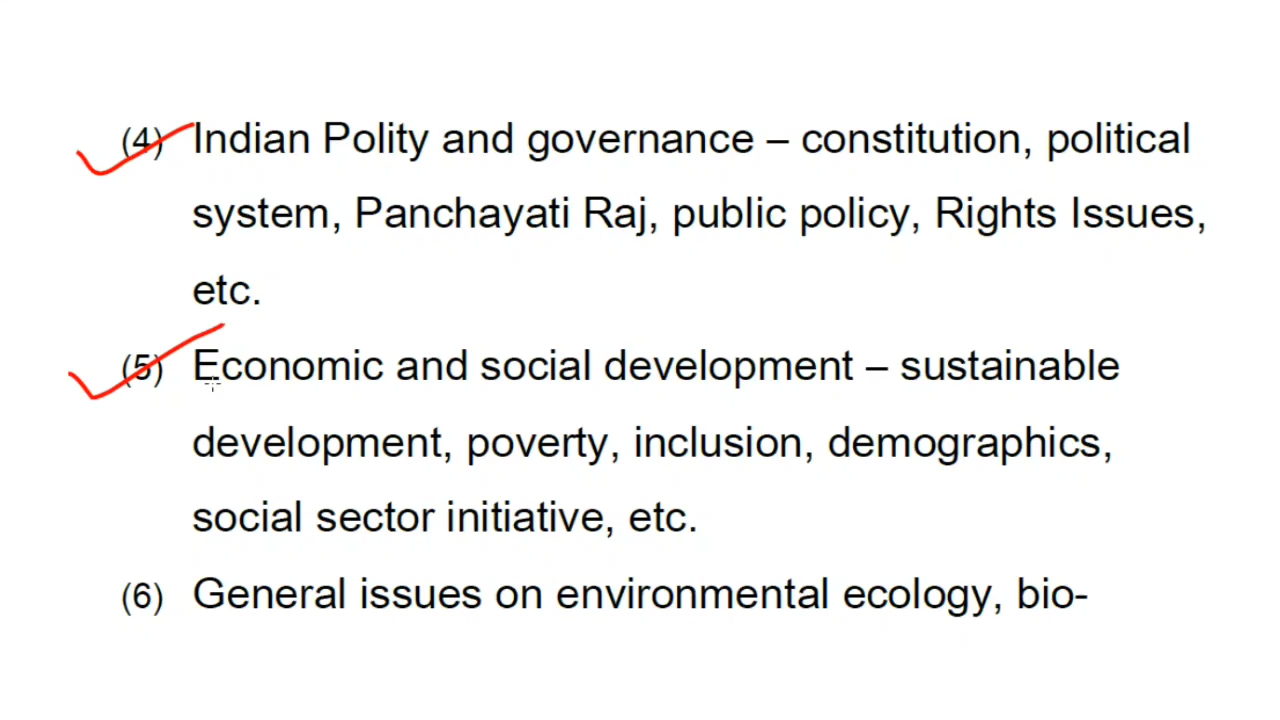 (4) Indian Polity and governance – constitution, political
system, Panchayati Raj, public policy, Rights Issues,
etc.
(5) Economic and social development – sustainable
development, poverty, inclusion, demographics,
social sector initiative, etc.
(6) General issues on environmental ecology, bio-